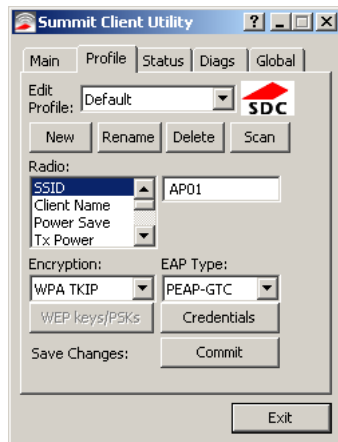 Summit Client Utility
Main Profile Status Diags Global
Edit Profile: Default
SDC
New Rename Delete Scan
Radio:
SSID AP01
Client Name
Power Save
Tx Power
Encryption: EAP Type:
WPA TKIP PEAP-GTC
WEP keys/PSKs Credentials
Save Changes: Commit
Exit